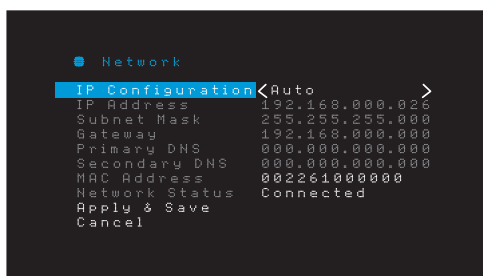 Network
IP Configuration < Auto >
IP Address 192.168.000.026
Subnet Mask 255.255.255.000
Gateway 192.168.000.000
Primary DNS 000.000.000.000
Secondary DNS 000.000.000.000
MAC Address 002261000000
Network Status Connected
Apply & Save
Cancel